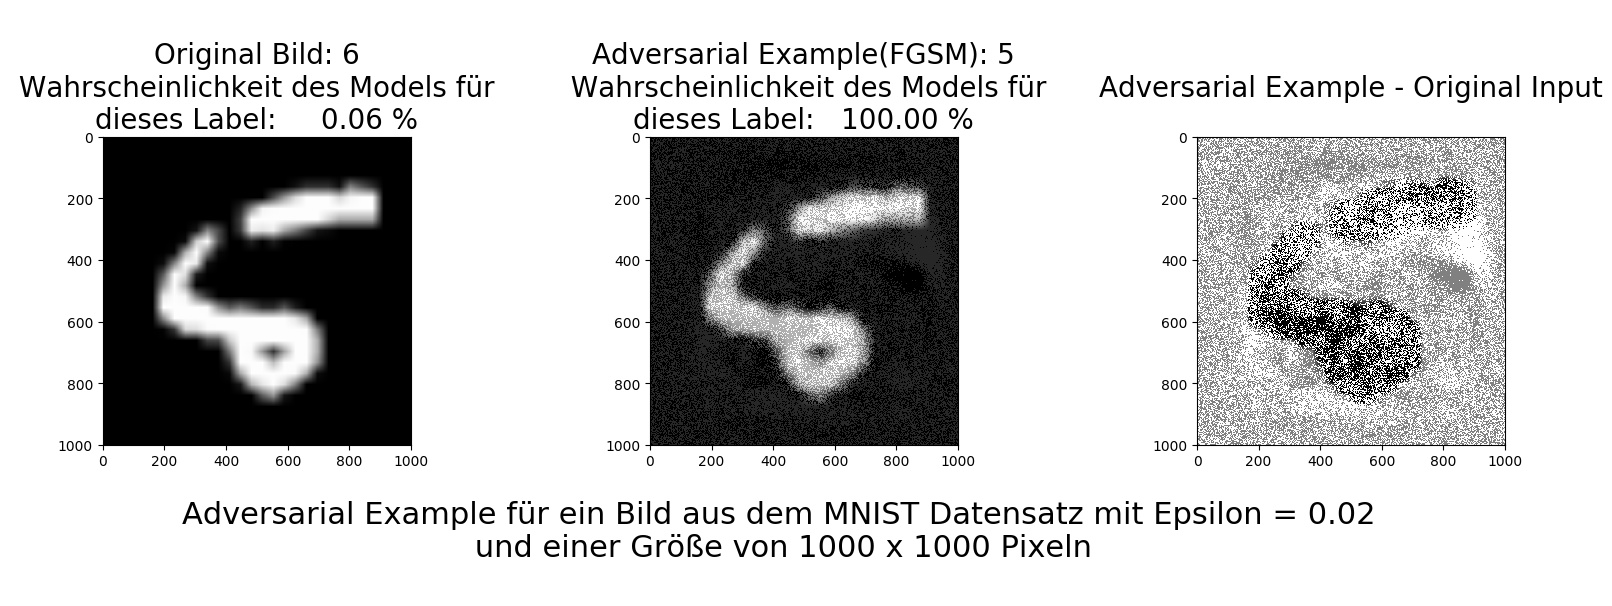 Original Bild: 6
Wahrscheinlichkeit des Models für
dieses Label: 0.06 %
0
200
400
600
800
1000
0 200 400 600 800 1000
Adversarial Example(FGSM): 5
Wahrscheinlichkeit des Models für
dieses Label: 100.00 %
0
200
400
600
800
1000
0 200 400 600 800 1000
Adversarial Example - Original Input
0
200
400
600
800
1000
0 200 400 600 800 1000
Adversarial Example für ein Bild aus dem MNIST Datensatz mit Epsilon = 0.02
und einer Größe von 1000 x 1000 Pixeln